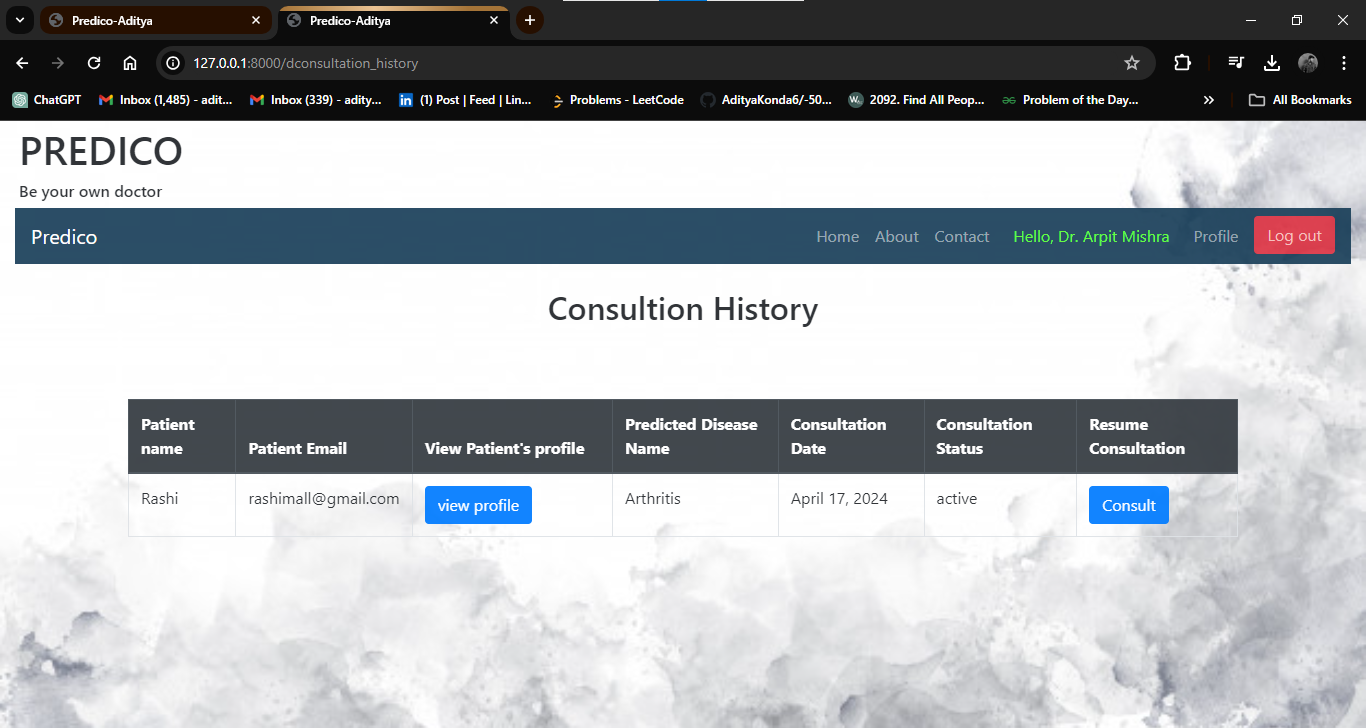 Predico-Aditya
Predico-Aditya
127.0.0.1:8000/dconsultation_history
ChatGPT
Inbox (1,485) - adit...
Inbox (339) - adity...
(1) Post | Feed | Lin...
Problems - LeetCode
AdityaKonda6/-50...
2092. Find All Peop...
Problem of the Day...
All Bookmarks
PREDICO
Be your own doctor
Predico
Home
About
Contact
Hello, Dr. Arpit Mishra
Profile
Log out
Consultion History
Patient name
Patient Email
View Patient's profile
Predicted Disease Name
Consultation Date
Consultation Status
Resume Consultation
Rashi
rashimall@gmail.com
view profile
Arthritis
April 17, 2024
active
Consult